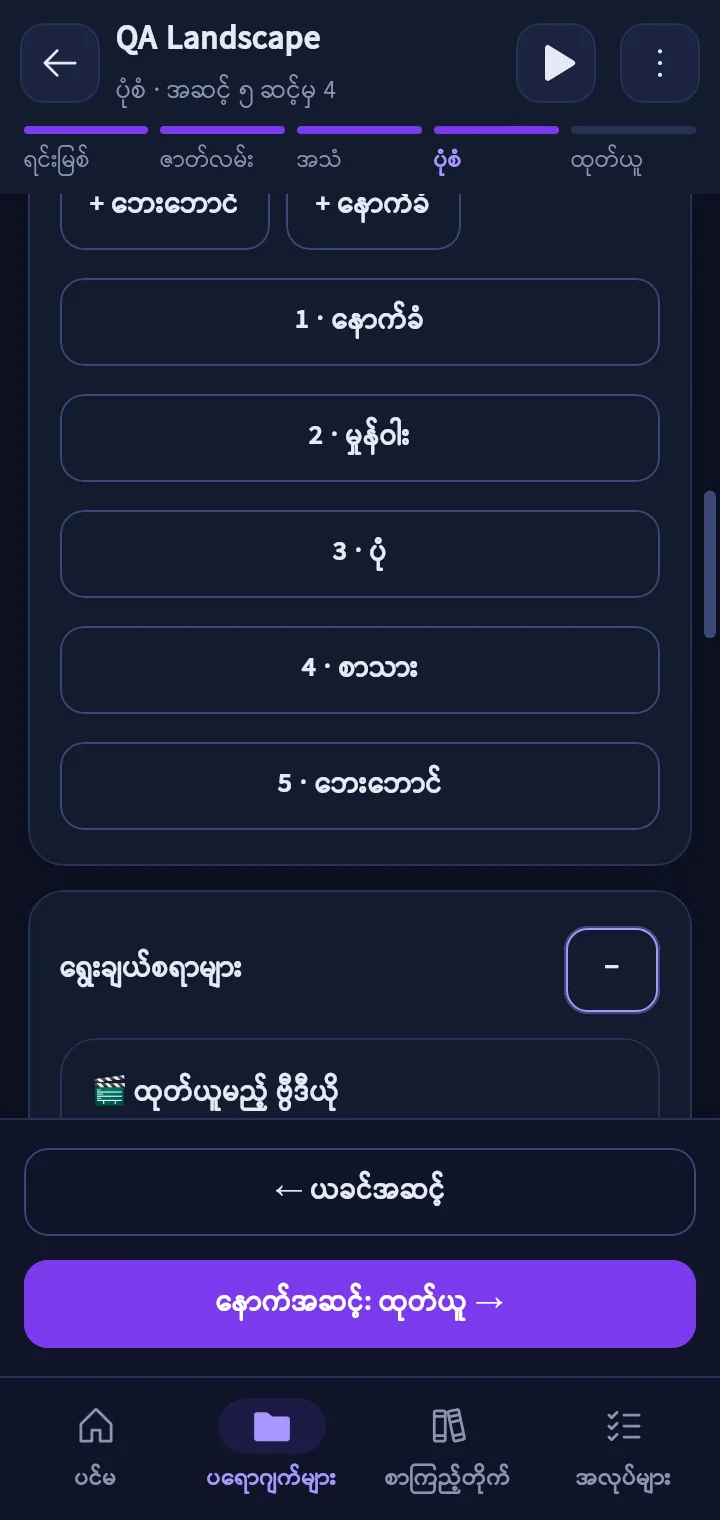 QA Landscape
ပုံစံ · အဆင့် ၅ ဆင့်မှ 4
ရင်းမြစ်
ဇာတ်လမ်း
အသံ
ပုံစံ
ထုတ်ယူ
+ ဘေးဘောင်
+ နောက်ခံ
1 · နောက်ခံ
2 · မှုန်ဝါး
3 · ပုံ
4 · စာသား
5 · ဘေးဘောင်
ရွေးချယ်စရာများ
−
🎬 ထုတ်ယူမည့် ဗွီဒီယို
← ယခင်အဆင့်
နောက်အဆင့်: ထုတ်ယူ →
ပင်မ
ပရောဂျက်များ
စာကြည့်တိုက်
အလုပ်များ